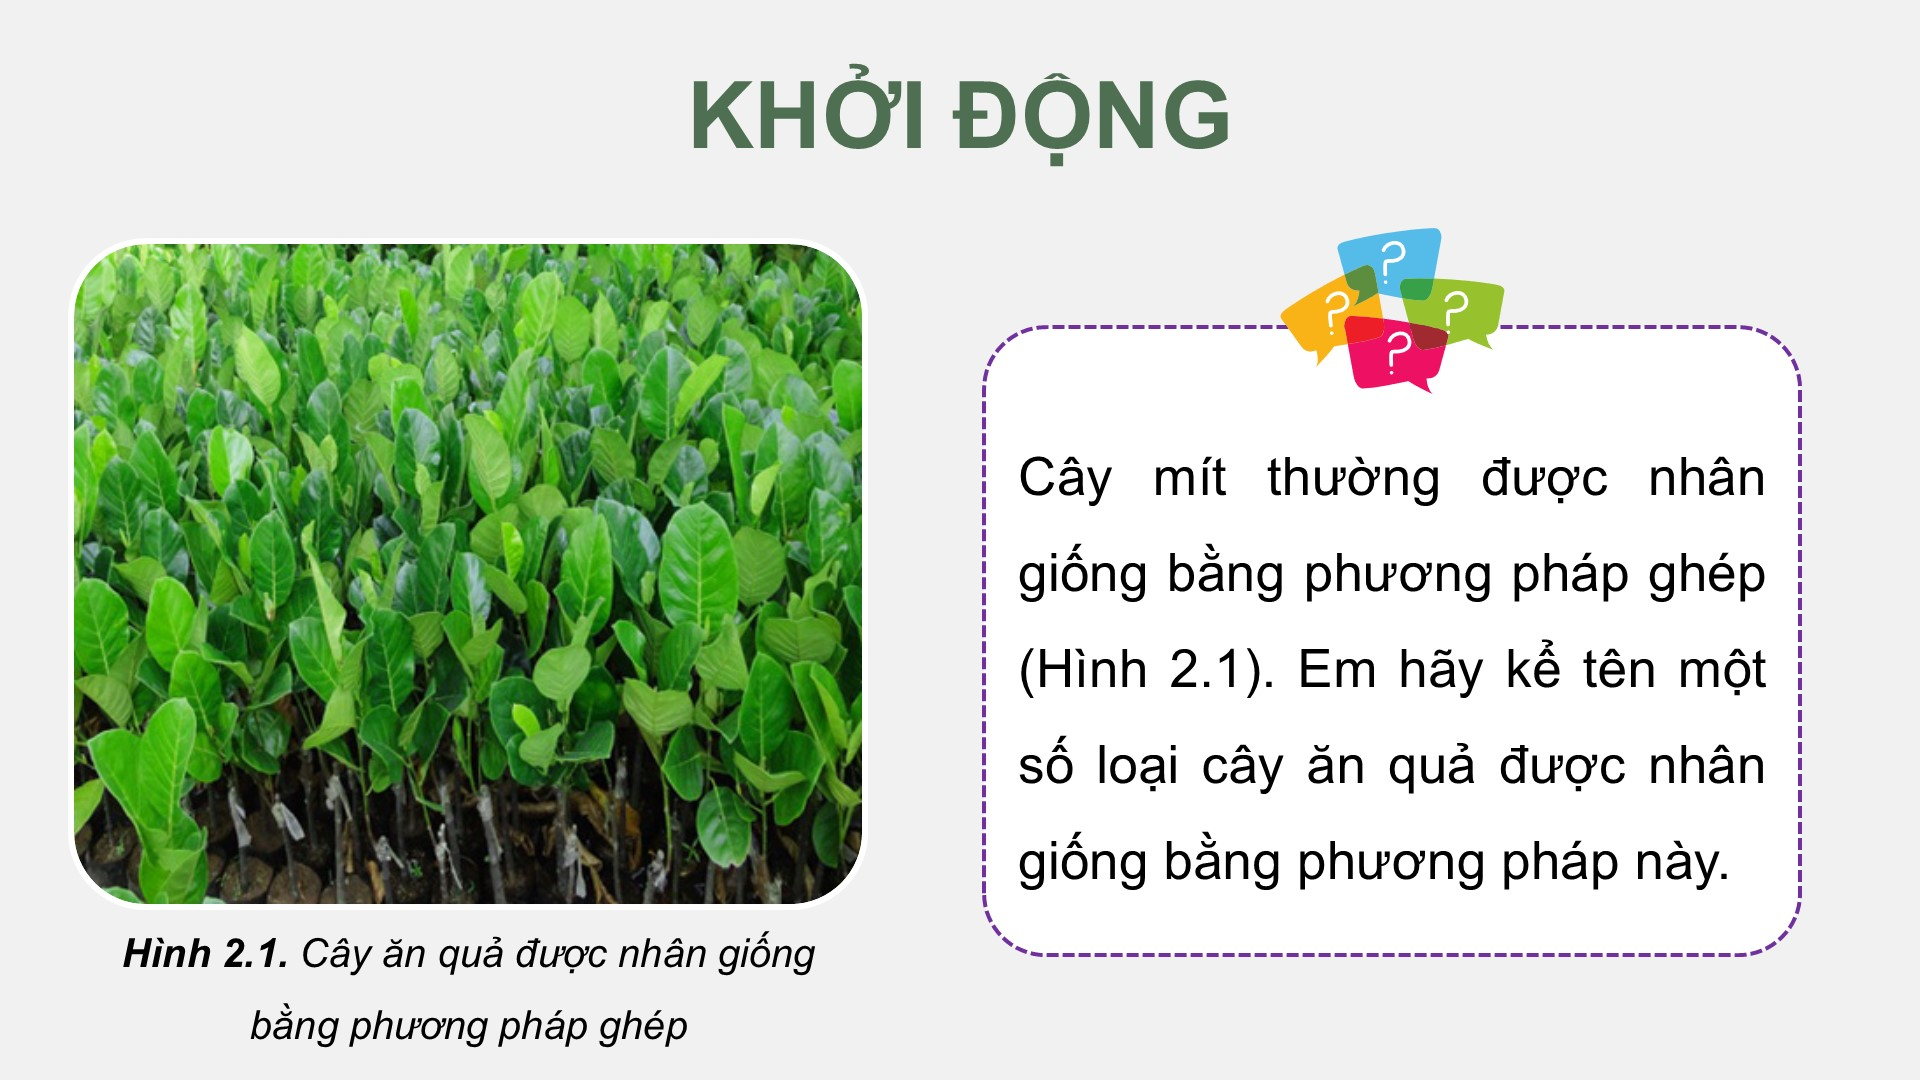 KHỞI ĐỘNG
?
?
?
?
Cây mít thường được nhân
giống bằng phương pháp ghép
(Hình 2.1). Em hãy kể tên một
số loại cây ăn quả được nhân
giống bằng phương pháp này.
Hình 2.1. Cây ăn quả được nhân giống
bằng phương pháp ghép